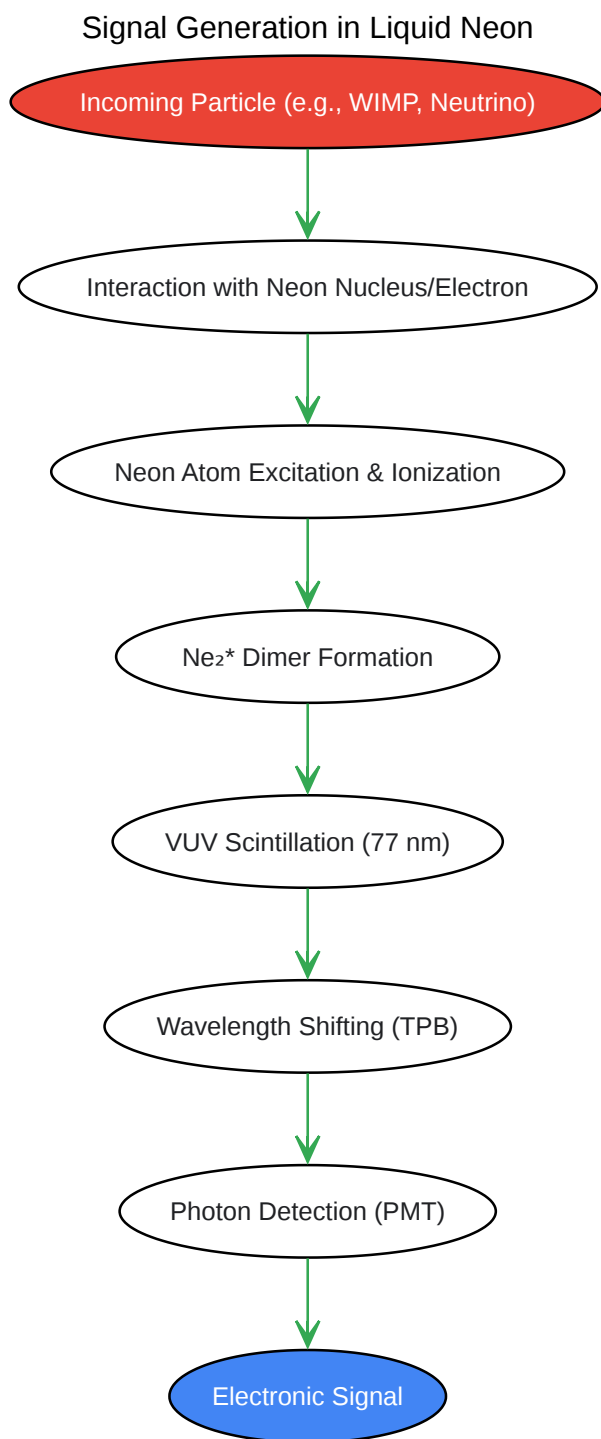 Signal Generation in Liquid Neon
Incoming Particle (e.g., WIMP, Neutrino)
Interaction with Neon Nucleus/Electron
Neon Atom Excitation & Ionization
Ne₂* Dimer Formation
VUV Scintillation (77 nm)
Wavelength Shifting (TPB)
Photon Detection (PMT)
Electronic Signal